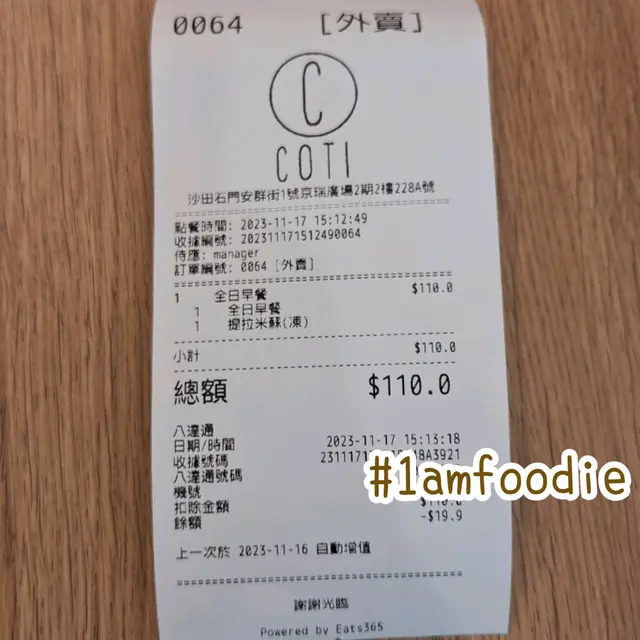 0064 [外賣]
C
COTI
沙田石門安群街1號京瑞廣場2期2樓228A號
點餐時間: 2023-11-17 15:12:49
收據編號: 202311171512490064
侍應: manager
訂單編號: 0064 [外賣]
1 全日早餐 $110.0
1 全日早餐
1 提拉米蘇(凍)
小計 $110.0
總額 $110.0
八達通
日期/時間 2023-11-17 15:13:18
收據號碼
八達通號碼
#1amfoodie
機號
扣除金額 $110.0
餘額 -$19.9
上一次於 2023-11-16 自動增值
謝謝光臨
Powered by Eats365